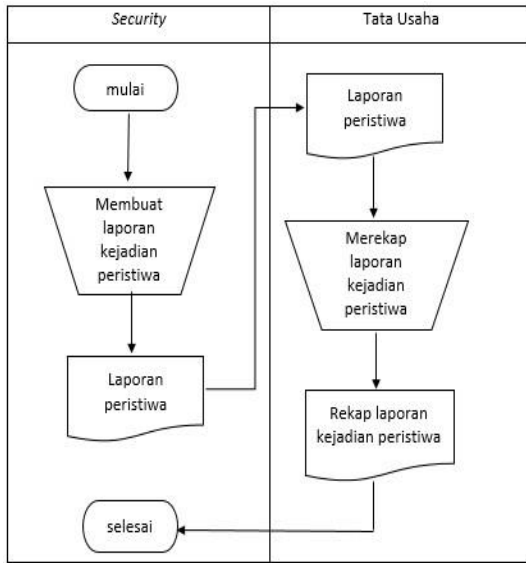 Security
Tata Usaha
mulai
Membuat
laporan
kejadian
peristiwa
Laporan
peristiwa
Laporan
peristiwa
Merekap
laporan
kejadian
peristiwa
Rekap laporan
kejadian peristiwa
selesai